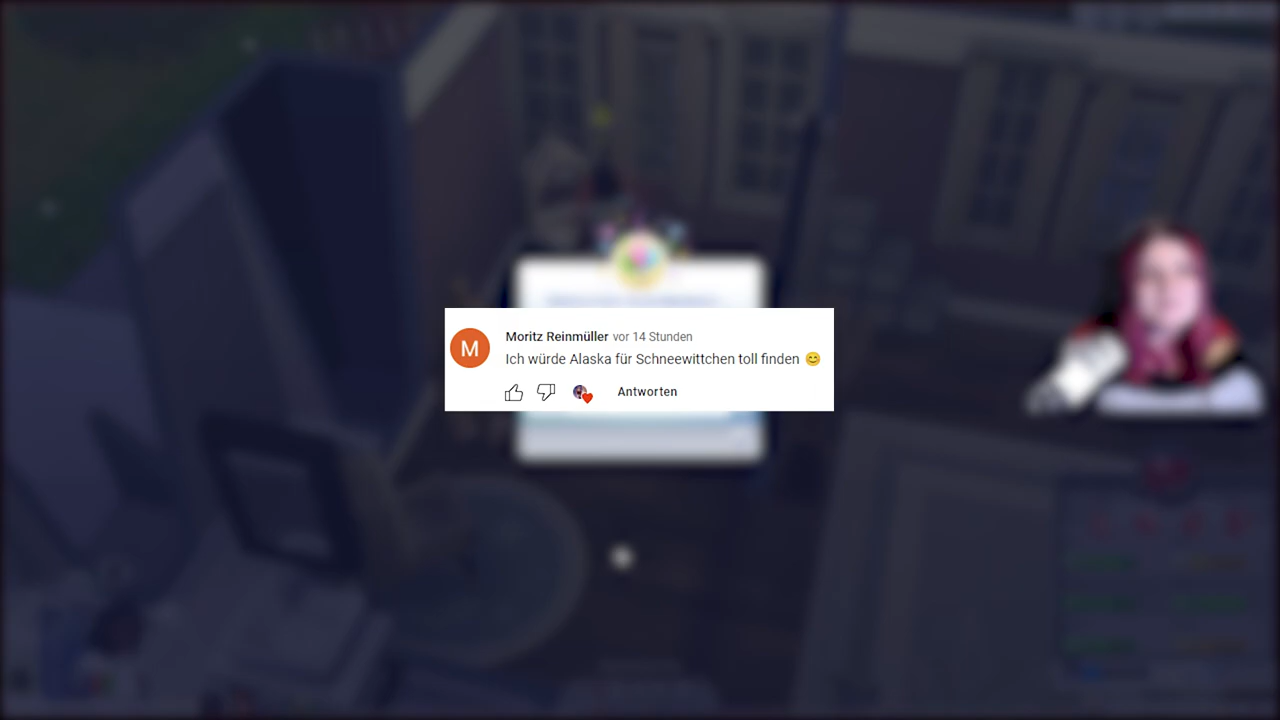 Moritz Reinmüller vor 14 Stunden
Ich würde Alaska für Schneewittchen toll finden 😊
Antworten